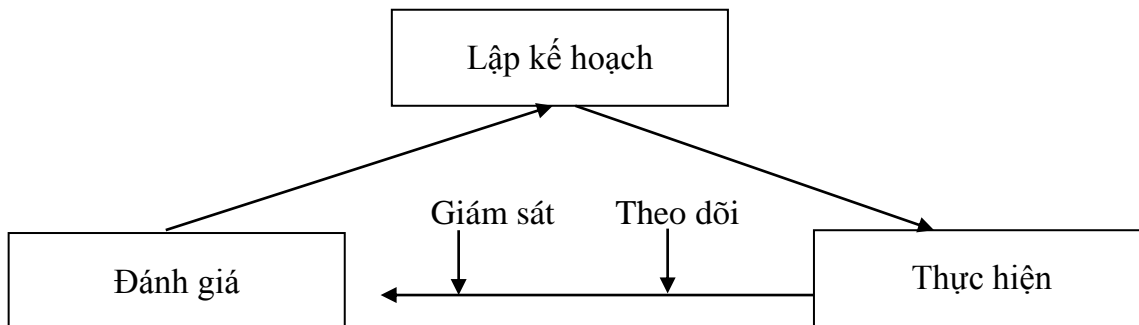 Lập kế hoạch
Giám sát
Theo dõi
Đánh giá
Thực hiện